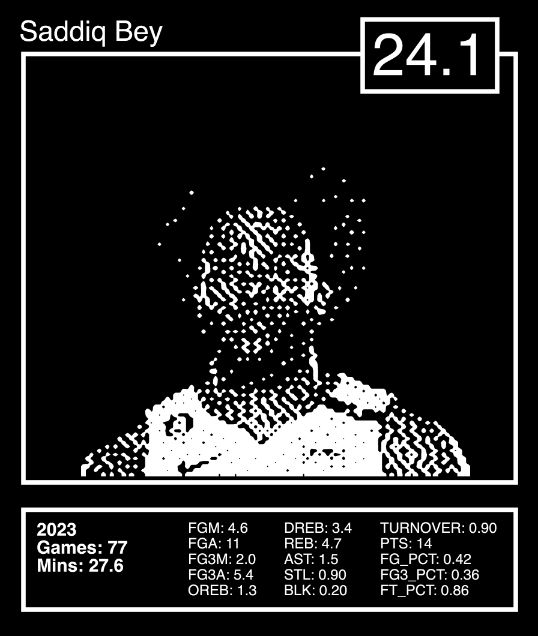 Saddiq Bey
24.1
2023
Games: 77
Mins: 27.6
FGM: 4.6
FGA: 11
FG3M: 2.0
FG3A: 5.4
OREB: 1.3
DREB: 3.4
REB: 4.7
AST: 1.5
STL: 0.90
BLK: 0.20
TURNOVER: 0.90
PTS: 14
FG_PCT: 0.42
FG3_PCT: 0.36
FT_PCT: 0.86